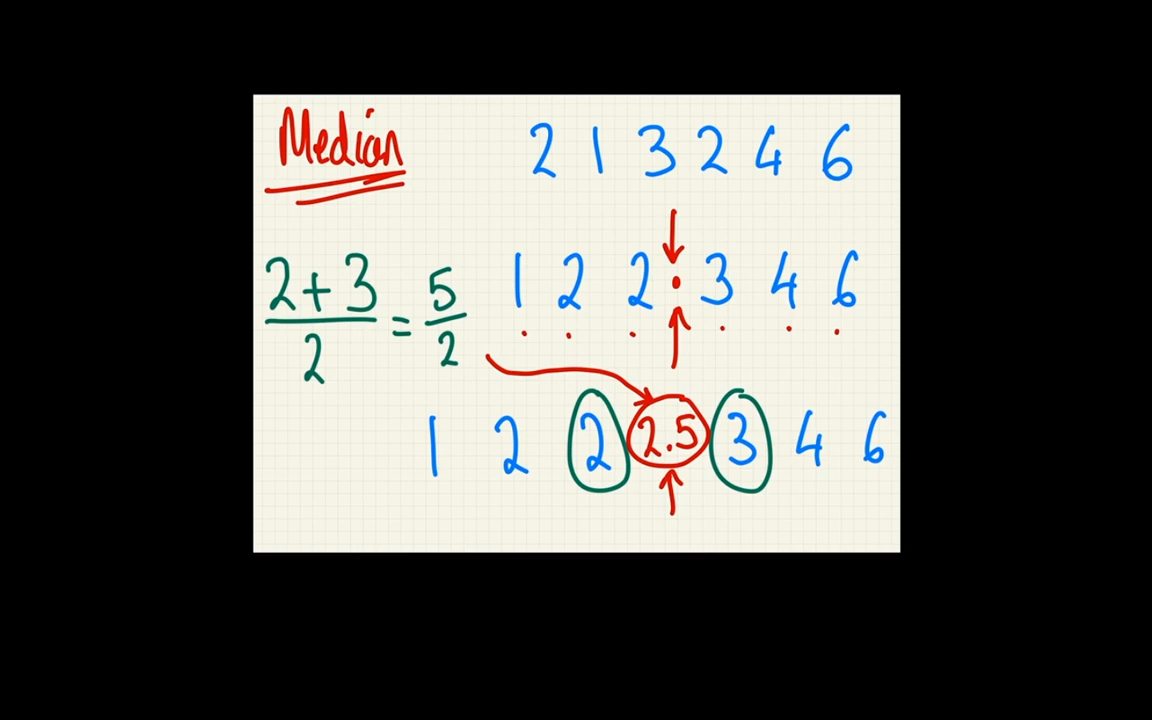 Median
2 1 3 2 4 6
1 2 2 . 3 4 6
2 + 3 / 2 = 5 / 2
1 2 2 2.5 3 4 6